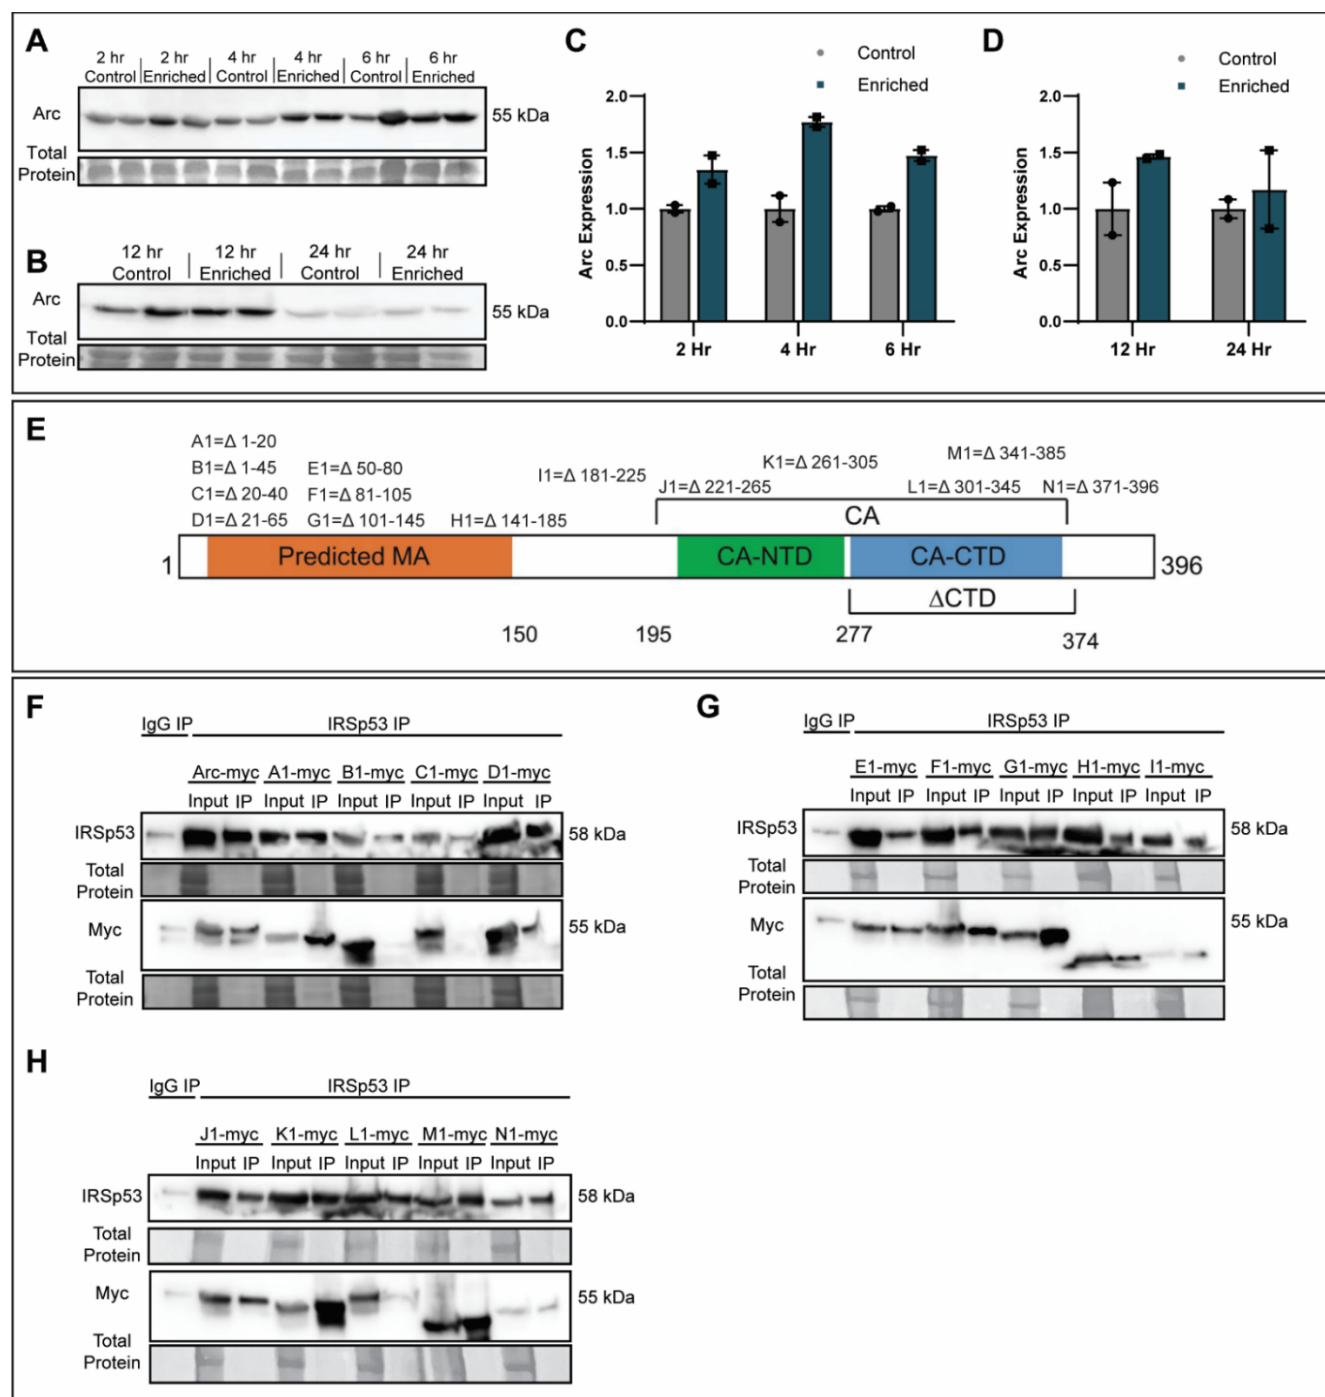 A
2 hr 2 hr 4 hr 4 hr 6 hr 6 hr
Control Enriched Control Enriched Control Enriched
Arc
55 kDa
Total
Protein
B
12 hr 12 hr 24 hr 24 hr
Control Enriched Control Enriched
Arc
55 kDa
Total
Protein
C
Control
Enriched
Arc Expression
2.0
1.5
1.0
0.5
0.0
2 Hr 4 Hr 6 Hr
D
Control
Enriched
Arc Expression
2.0
1.5
1.0
0.5
0.0
12 Hr 24 Hr
E
A1=Δ 1-20
B1=Δ 1-45 E1=Δ 50-80 K1=Δ 261-305 M1=Δ 341-385
C1=Δ 20-40 F1=Δ 81-105 I1=Δ 181-225 J1=Δ 221-265 L1=Δ 301-345 N1=Δ 371-396
D1=Δ 21-65 G1=Δ 101-145 H1=Δ 141-185 CA
1 Predicted MA CA-NTD CA-CTD 396
ΔCTD
150 195 277 374
F
IgG IP IRSp53 IP
Arc-myc A1-myc B1-myc C1-myc D1-myc
Input IP Input IP Input IP Input IP Input IP
IRSp53 58 kDa
Total
Protein
Myc 55 kDa
Total
Protein
G
IgG IP IRSp53 IP
E1-myc F1-myc G1-myc H1-myc I1-myc
Input IP Input IP Input IP Input IP Input IP
IRSp53 58 kDa
Total
Protein
Myc 55 kDa
Total
Protein
H
IgG IP IRSp53 IP
J1-myc K1-myc L1-myc M1-myc N1-myc
Input IP Input IP Input IP Input IP Input IP
IRSp53 58 kDa
Total
Protein
Myc 55 kDa
Total
Protein